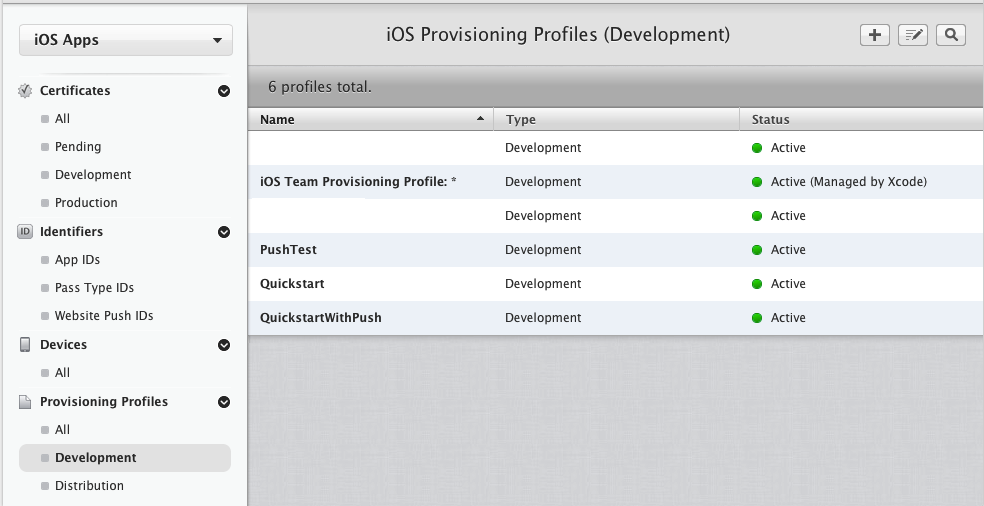 iOS Apps
Certificates
All
Pending
Development
Production
ID Identifiers
App IDs
Pass Type IDs
Website Push IDs
Devices
All
Provisioning Profiles
All
Development
Distribution
iOS Provisioning Profiles (Development)
6 profiles total.
Name Type Status
Development Active
iOS Team Provisioning Profile: * Development Active (Managed by Xcode)
Development Active
PushTest Development Active
Quickstart Development Active
QuickstartWithPush Development Active